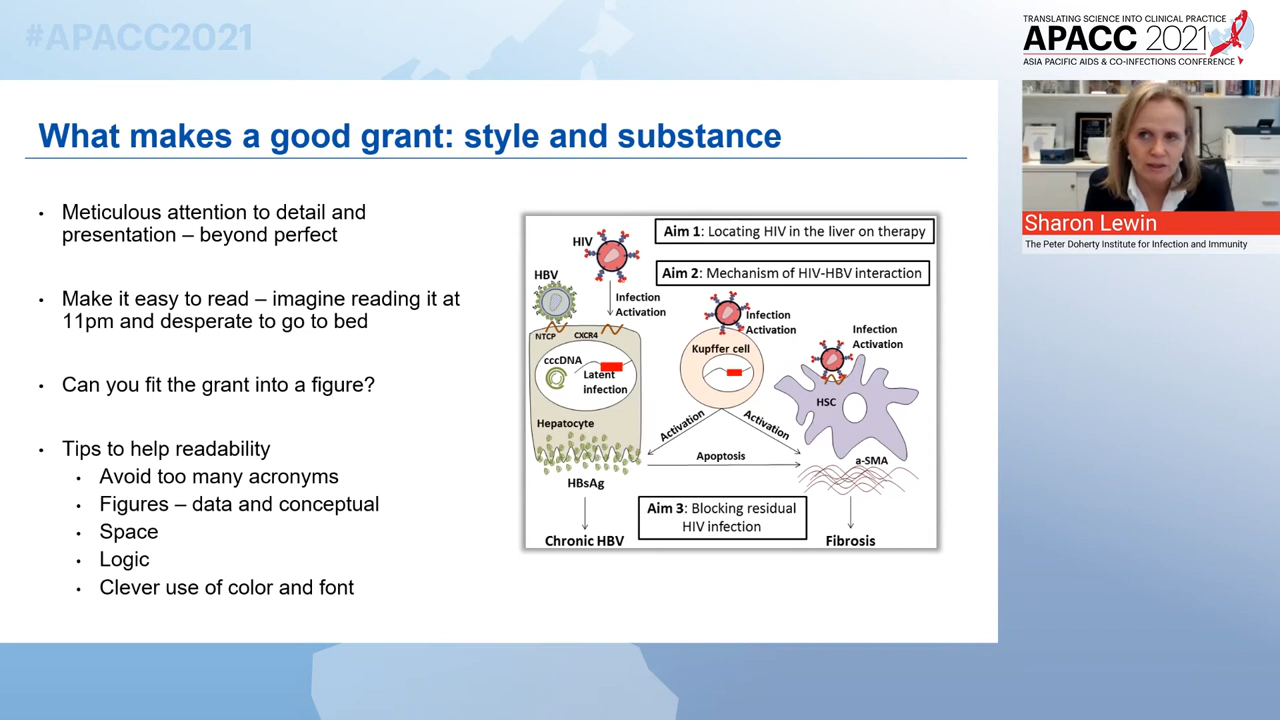 #APACC2021
TRANSLATING SCIENCE INTO CLINICAL PRACTICE
APACC 2021
ASIA PACIFIC AIDS & CO-INFECTIONS CONFERENCE
What makes a good grant: style and substance
• Meticulous attention to detail and
presentation – beyond perfect
• Make it easy to read – imagine reading it at
11pm and desperate to go to bed
• Can you fit the grant into a figure?
• Tips to help readability
• Avoid too many acronyms
• Figures – data and conceptual
• Space
• Logic
• Clever use of color and font
HIV
Aim 1: Locating HIV in the liver on therapy
Aim 2: Mechanism of HIV-HBV interaction
HBV
Infection
Activation
Infection
Activation
Infection
Activation
NTCP
CXCR4
Kupffer cell
cccDNA
Latent
infection
HSC
Hepatocyte
Activation
Activation
Apoptosis
a-SMA
HBsAg
Aim 3: Blocking residual
HIV infection
Chronic HBV
Fibrosis
Sharon Lewin
The Peter Doherty Institute for Infection and Immunity